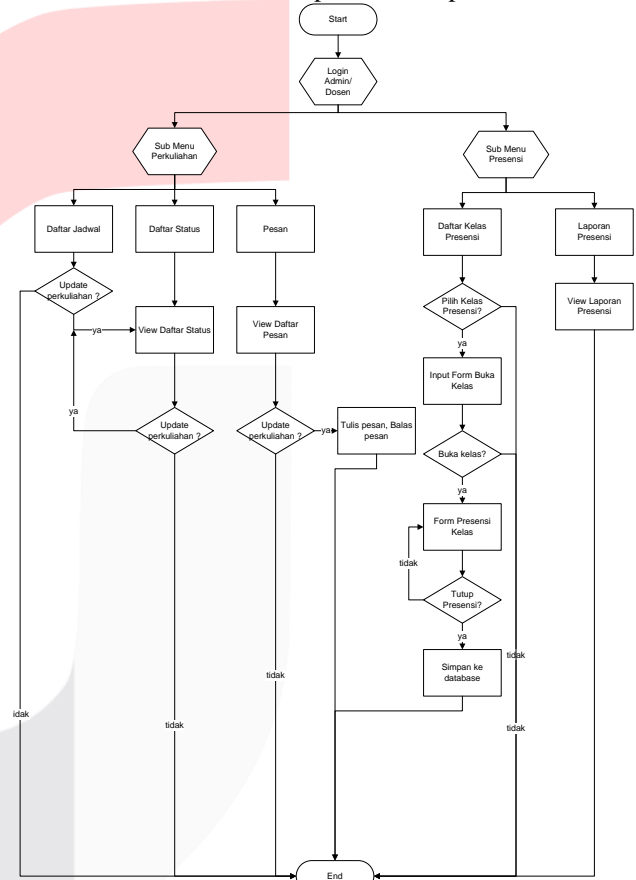 Start
Login
Admin/
Dosen
Sub Menu
Perkuliahan
Sub Menu
Presensi
Daftar Jadwal
Daftar Status
Pesan
Daftar Kelas
Presensi
Laporan
Presensi
Update
perkuliahan ?
Pilih Kelas
Presensi?
View Laporan
Presensi
ya
View Daftar Status
View Daftar
Pesan
ya
Input Form Buka
Kelas
ya
Update
perkuliahan ?
Update
perkuliahan ?
ya
Tulis pesan, Balas
pesan
Buka kelas?
ya
Form Presensi
Kelas
tidak
Tutup
Presensi?
ya
Simpan ke
database
tidak
tidak
idak
tidak
tidak
End